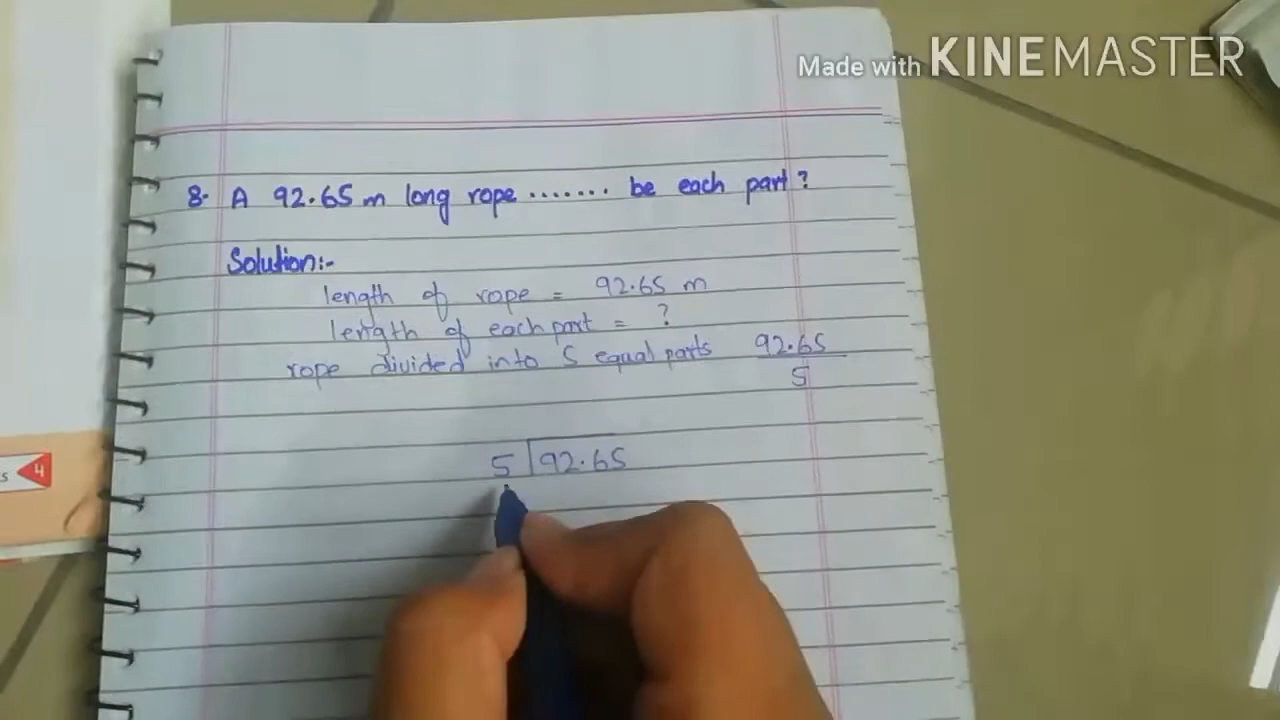 Made with KINEMASTER
8. A 92.65 m long rope ....... be each part?
Solution:-
length of rope = 92.65 m
length of each part = ?
rope divided into 5 equal parts 92.65
5
5 92.65
s 4